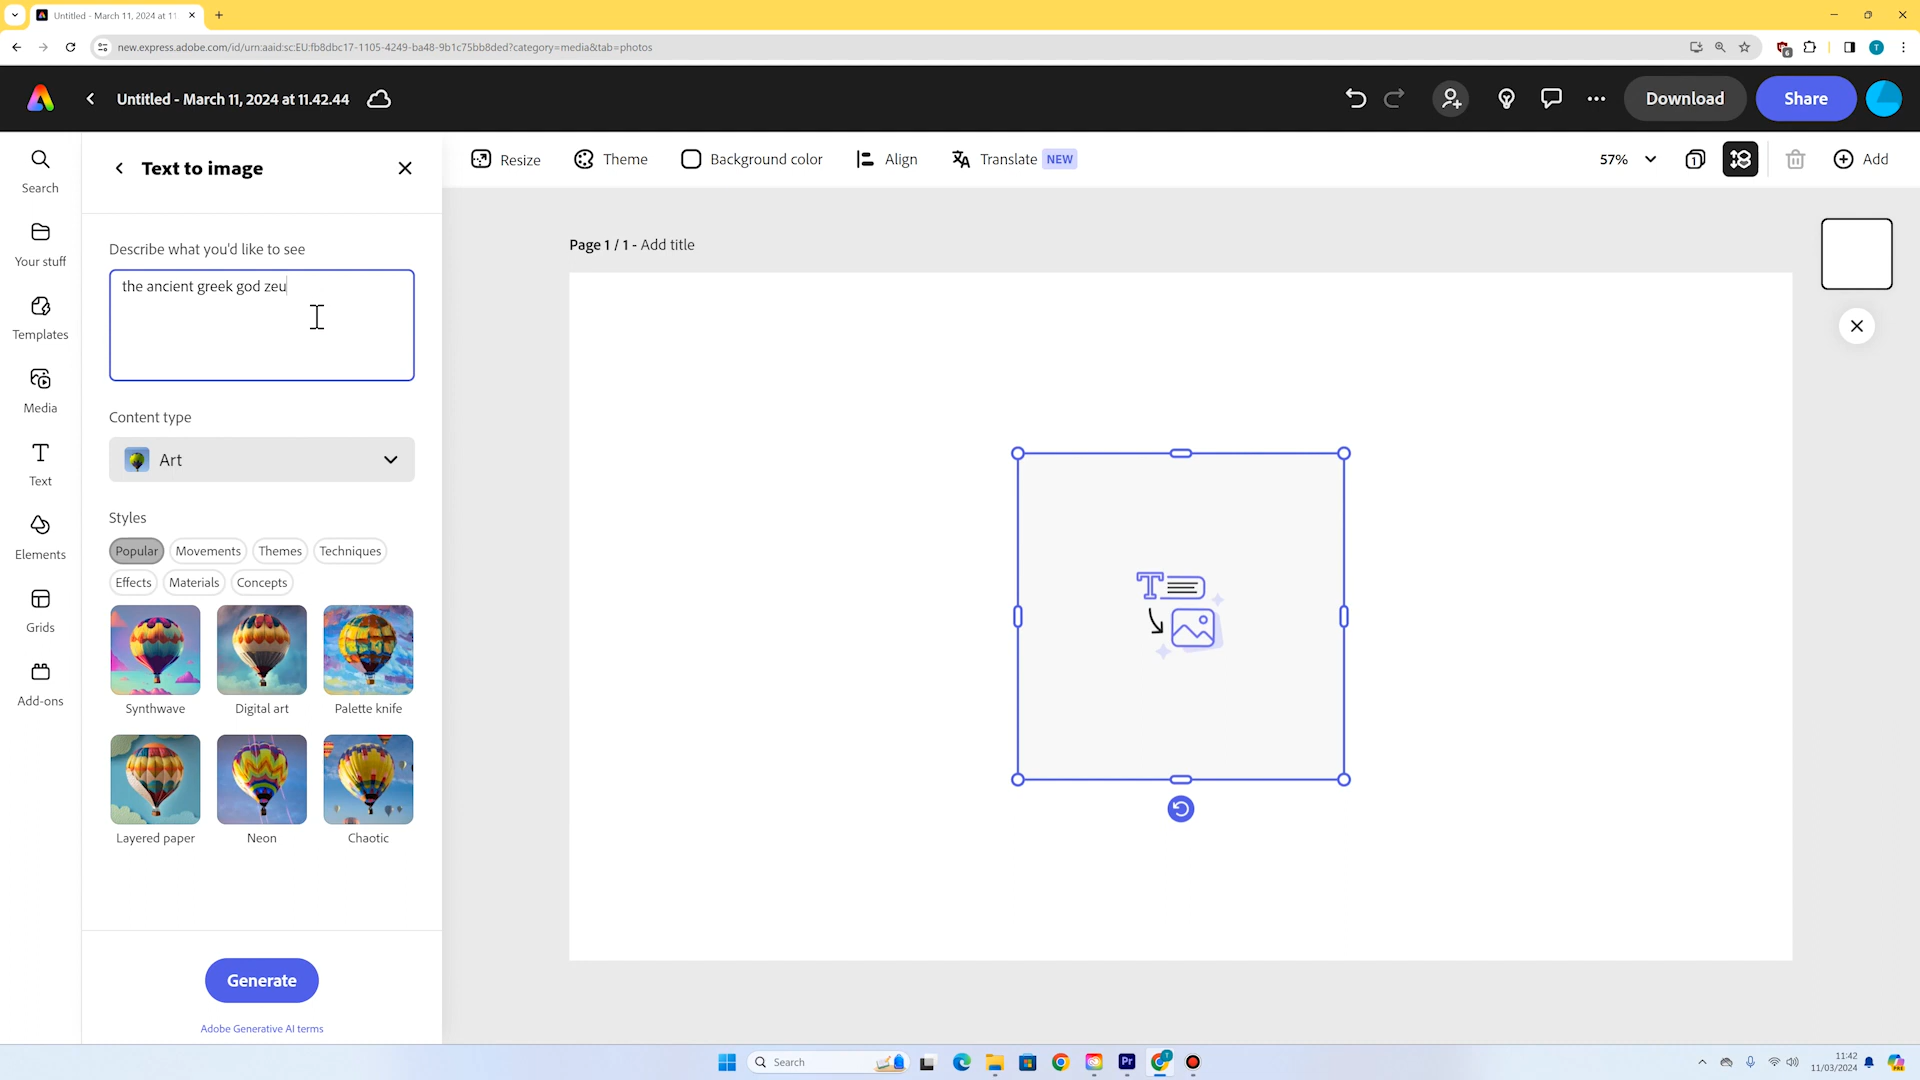 Untitled - March 11, 2024 at 11
new.express.adobe.com/id/urn:aaid:sc:EU:fb8dbc17-1105-4249-ba48-9b1c75bb8ded?category=media&tab=photos
6
T
Untitled - March 11, 2024 at 11.42.44
Download
Share
Search
Your stuff
Templates
Media
Text
Elements
Grids
Add-ons
Text to image
Describe what you'd like to see
the ancient greek god zeu
Content type
Art
Styles
Popular Movements Themes Techniques
Effects Materials Concepts
Synthwave Digital art Palette knife
Layered paper Neon Chaotic
Generate
Adobe Generative AI terms
Resize Theme Background color Align Translate NEW
57%
1
Add
Page 1 / 1 - Add title
T
Search
Pr
T
11:42
11/03/2024
PRE